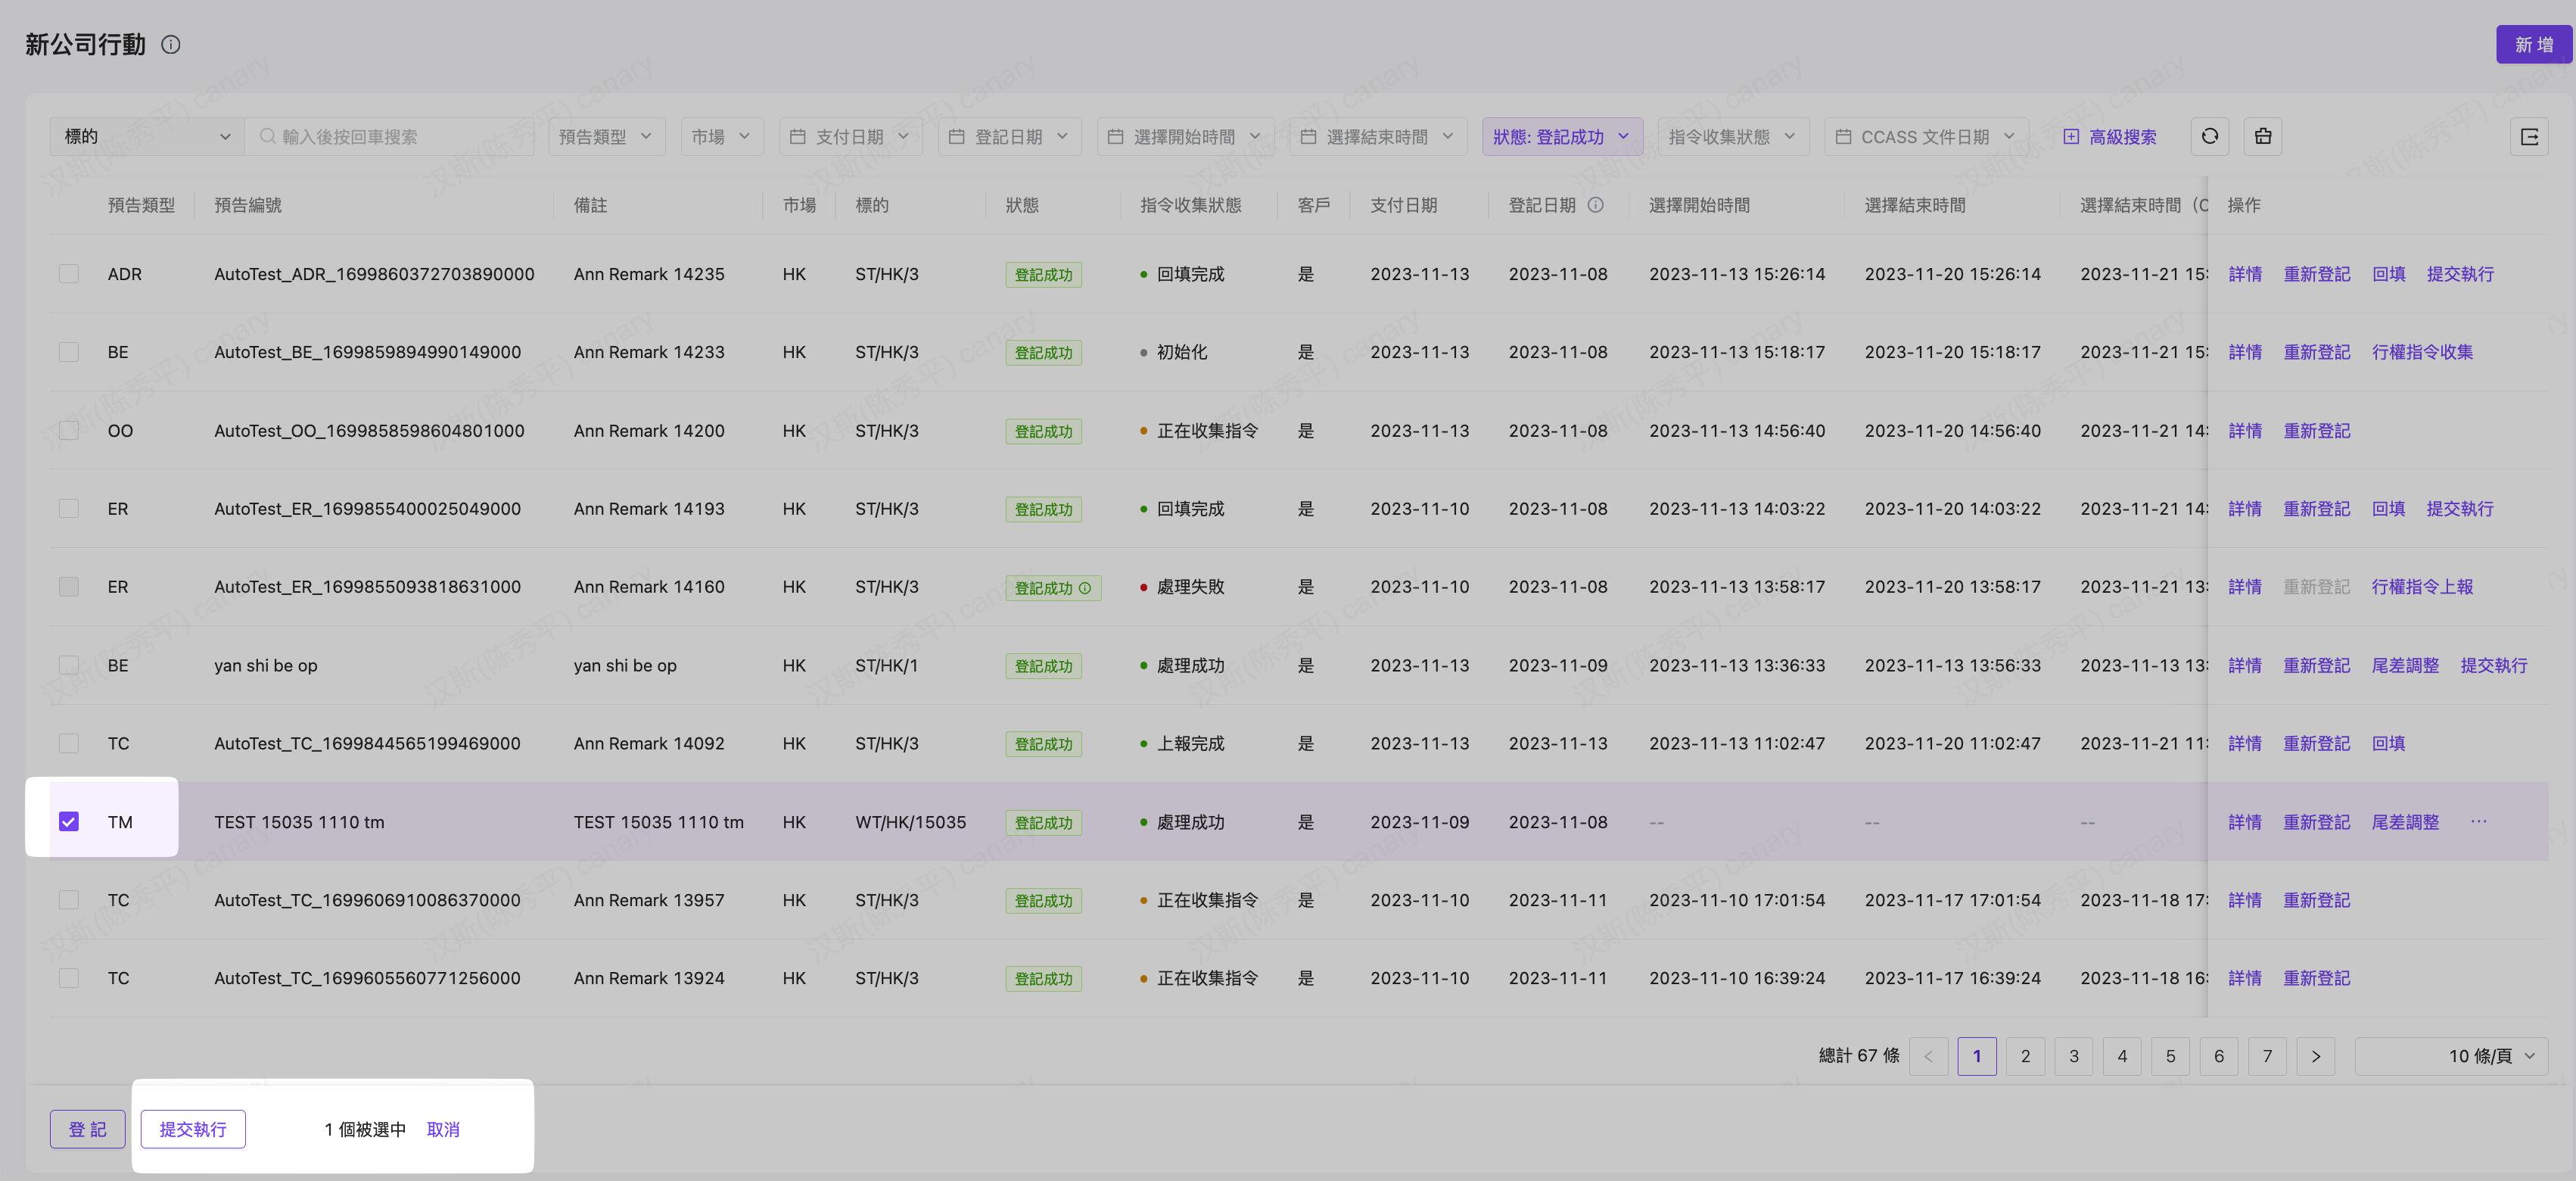 新公司行動
新 增
標的 輸入後按回車搜索 預告類型 市場 支付日期 登記日期 選擇開始時間 選擇結束時間 狀態: 登記成功 指令收集狀態 CCASS 文件日期 高級搜索
預告類型 預告編號 備註 市場 標的 狀態 指令收集狀態 客戶 支付日期 登記日期 選擇開始時間 選擇結束時間 選擇結束時間（C 操作
ADR AutoTest_ADR_1699860372703890000 Ann Remark 14235 HK ST/HK/3 登記成功 回填完成 是 2023-11-13 2023-11-08 2023-11-13 15:26:14 2023-11-20 15:26:14 2023-11-21 15: 詳情 重新登記 回填 提交執行
BE AutoTest_BE_1699859894990149000 Ann Remark 14233 HK ST/HK/3 登記成功 初始化 是 2023-11-13 2023-11-08 2023-11-13 15:18:17 2023-11-20 15:18:17 2023-11-21 15: 詳情 重新登記 行權指令收集
OO AutoTest_OO_1699858598604801000 Ann Remark 14200 HK ST/HK/3 登記成功 正在收集指令 是 2023-11-13 2023-11-08 2023-11-13 14:56:40 2023-11-20 14:56:40 2023-11-21 14: 詳情 重新登記
ER AutoTest_ER_1699855400025049000 Ann Remark 14193 HK ST/HK/3 登記成功 回填完成 是 2023-11-10 2023-11-08 2023-11-13 14:03:22 2023-11-20 14:03:22 2023-11-21 14: 詳情 重新登記 回填 提交執行
ER AutoTest_ER_1699855093818631000 Ann Remark 14160 HK ST/HK/3 登記成功 處理失敗 是 2023-11-10 2023-11-08 2023-11-13 13:58:17 2023-11-20 13:58:17 2023-11-21 13: 詳情 重新登記 行權指令上報
BE yan shi be op yan shi be op HK ST/HK/1 登記成功 處理成功 是 2023-11-13 2023-11-09 2023-11-13 13:36:33 2023-11-13 13:56:33 2023-11-13 13: 詳情 重新登記 尾差調整 提交執行
TC AutoTest_TC_1699844565199469000 Ann Remark 14092 HK ST/HK/3 登記成功 上報完成 是 2023-11-13 2023-11-13 2023-11-13 11:02:47 2023-11-20 11:02:47 2023-11-21 11: 詳情 重新登記 回填
TM TEST 15035 1110 tm TEST 15035 1110 tm HK WT/HK/15035 登記成功 處理成功 是 2023-11-09 2023-11-08 -- -- -- 詳情 重新登記 尾差調整 ···
TC AutoTest_TC_1699606910086370000 Ann Remark 13957 HK ST/HK/3 登記成功 正在收集指令 是 2023-11-10 2023-11-11 2023-11-10 17:01:54 2023-11-17 17:01:54 2023-11-18 17: 詳情 重新登記
TC AutoTest_TC_1699605560771256000 Ann Remark 13924 HK ST/HK/3 登記成功 正在收集指令 是 2023-11-10 2023-11-11 2023-11-10 16:39:24 2023-11-17 16:39:24 2023-11-18 16: 詳情 重新登記
總計 67 條 < 1 2 3 4 5 6 7 > 10 條/頁
登 記 提交執行 1 個被選中 取消
汉斯(陈秀平) canary